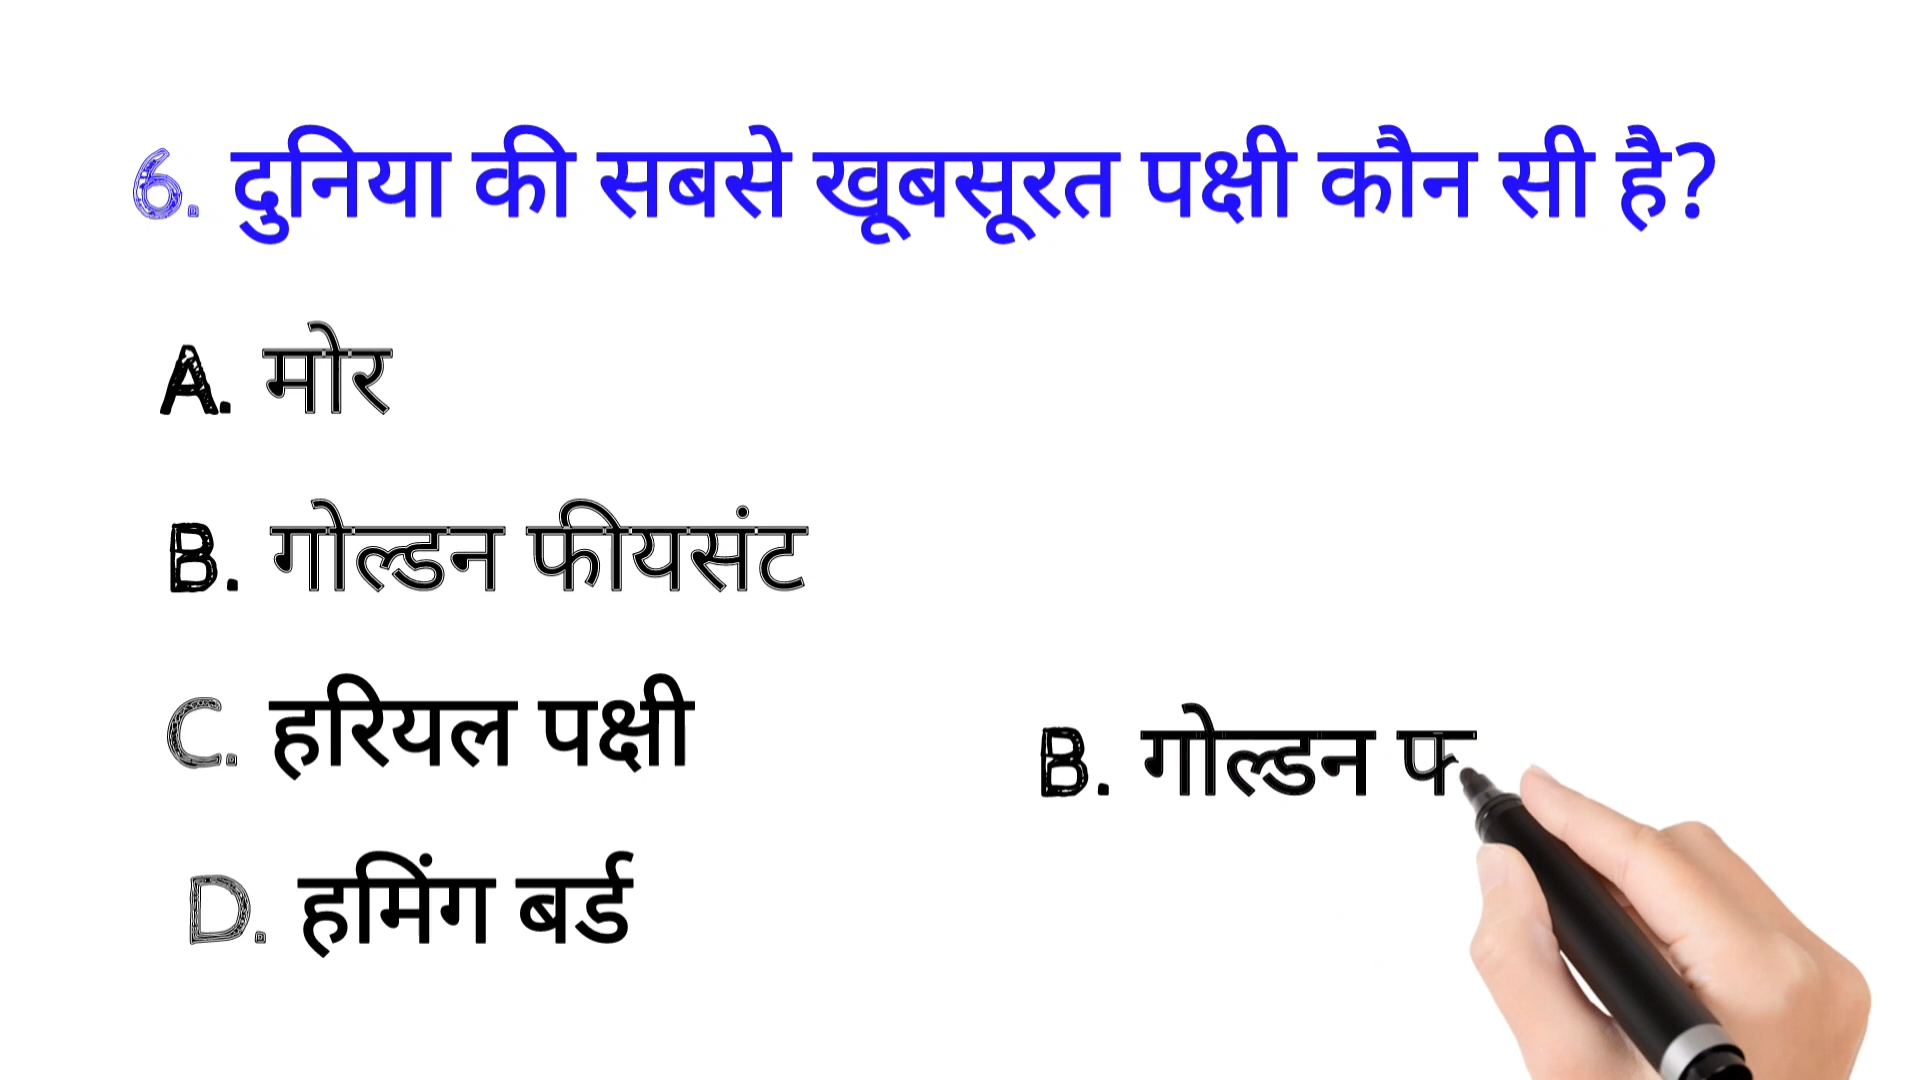 6. दुनिया की सबसे खूबसूरत पक्षी कौन सी है?
A. मोर
B. गोल्डन फीयसंट
C. हरियल पक्षी
D. हमिंग बर्ड
B. गोल्डन फ